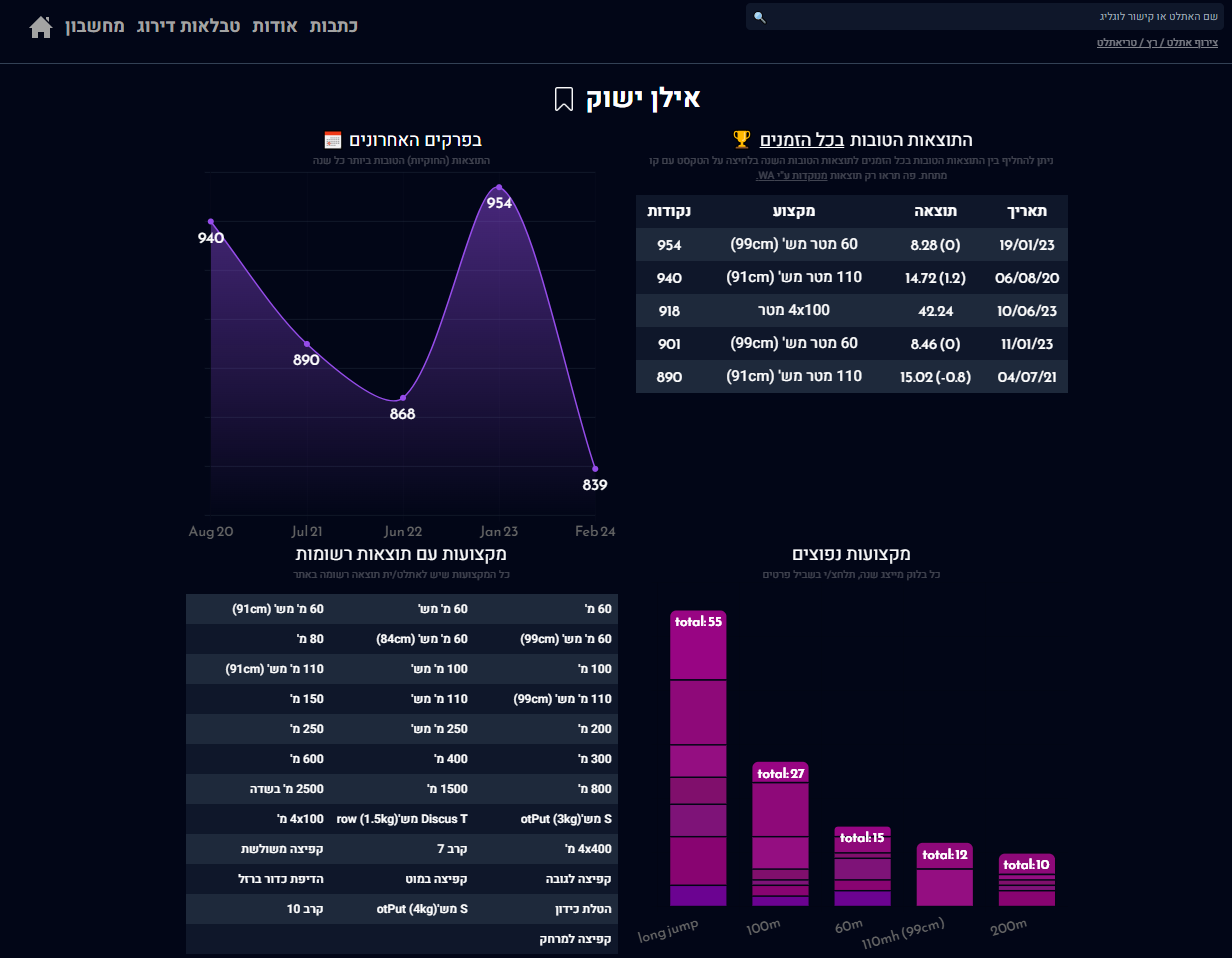 שם האתלט או קישור לוגליג
צירוף אתלט / רץ / טריאתלט
מחשבון טבלאות דירוג אודות כתבות
אילן ישוק
התוצאות הטובות בכל הזמנים
ניתן להחליף בין התוצאות הטובות בכל הזמנים לתוצאות הטובות השנה בלחיצה על הטקסט עם קו
מתחת. פה תראו רק תוצאות מנוקדות ע"י WA.
תאריך תוצאה מקצוע נקודות
19/01/23 8.28 (0) 60 מטר מש' (99cm) 954
06/08/20 14.72 (1.2) 110 מטר מש' (91cm) 940
10/06/23 42.24 4x100 מטר 918
11/01/23 8.46 (0) 60 מטר מש' (99cm) 901
04/07/21 15.02 (-0.8) 110 מטר מש' (91cm) 890
בפרקים האחרונים
התוצאות (החוקיות) הטובות ביותר כל שנה
940
890
868
954
839
Aug 20 Jul 21 Jun 22 Jan 23 Feb 24
מקצועות נפוצים
כל בלוק מייצג שנה, תלחצ/י בשביל פרטים
total: 55
total: 27
total: 15
total: 12
total: 10
long jump 100m 60m 110mh (99cm) 200m
מקצועות עם תוצאות רשומות
כל המקצועות שיש לאתלט/ית תוצאה רשומה באתר
60 מ' 60 מ' מש' 60 מ' מש' (91cm)
60 מ' מש' (99cm) 60 מ' מש' (84cm) 80 מ'
100 מ' 100 מ' מש' 110 מ' מש' (91cm)
110 מ' מש' (99cm) 110 מ' מש' 150 מ'
200 מ' 250 מ' מש' 250 מ'
300 מ' 400 מ' 600 מ'
800 מ' 1500 מ' 2500 מ' בשדה
S מש'otPut (3kg) Discus T מש'row (1.5kg) 4x100 מ'
4x400 מ' קרב 7 קפיצה משולשת
קפיצה לגובה קפיצה במוט הדיפת כדור ברזל
הטלת כידון S מש'otPut (4kg) קרב 10
קפיצה למרחק